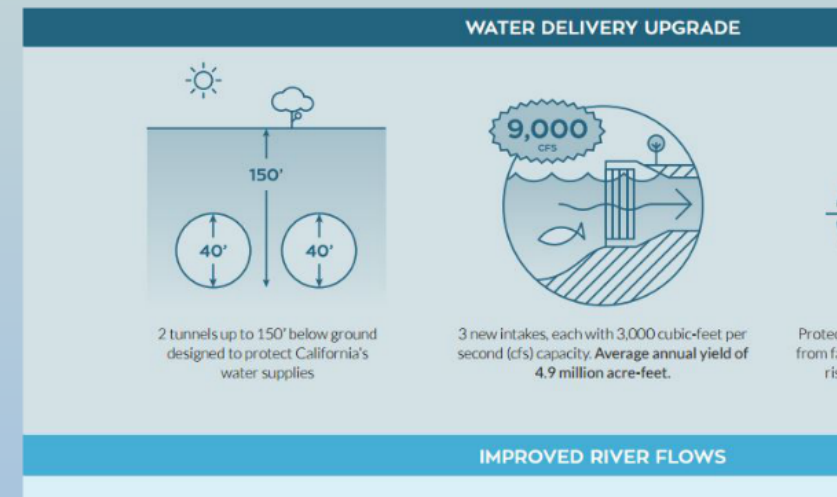 WATER DELIVERY UPGRADE
150'
40'
40'
2 tunnels up to 150' below ground
designed to protect California's
water supplies
9,000
CFS
3 new intakes, each with 3,000 cubic-feet per
second (cfs) capacity. Average annual yield of
4.9 million acre-feet.
from
IMPROVED RIVER FLOWS